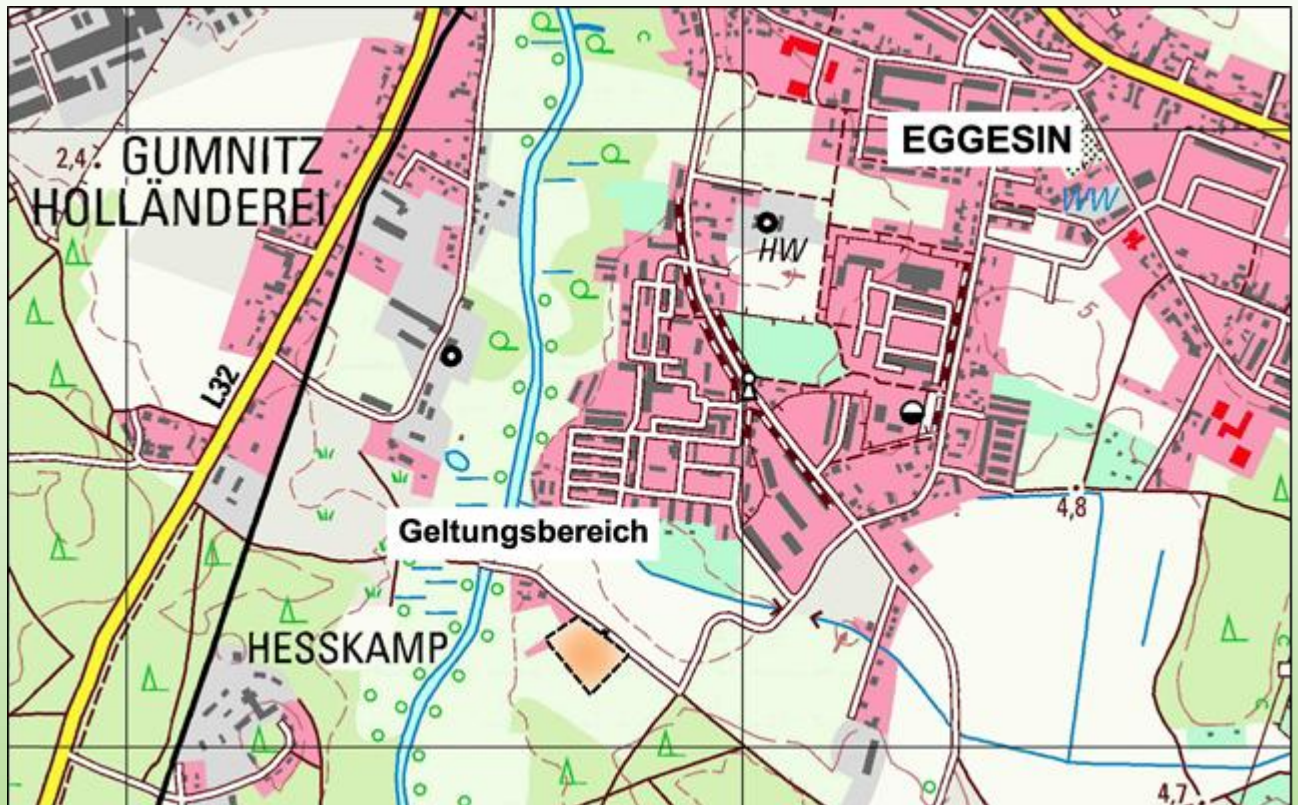 EGGESIN
2,4
GUMNITZ
HOLLÄNDEREI
WW
HW
5
L32
4,8
Geltungsbereich
HESSKAMP
4,7